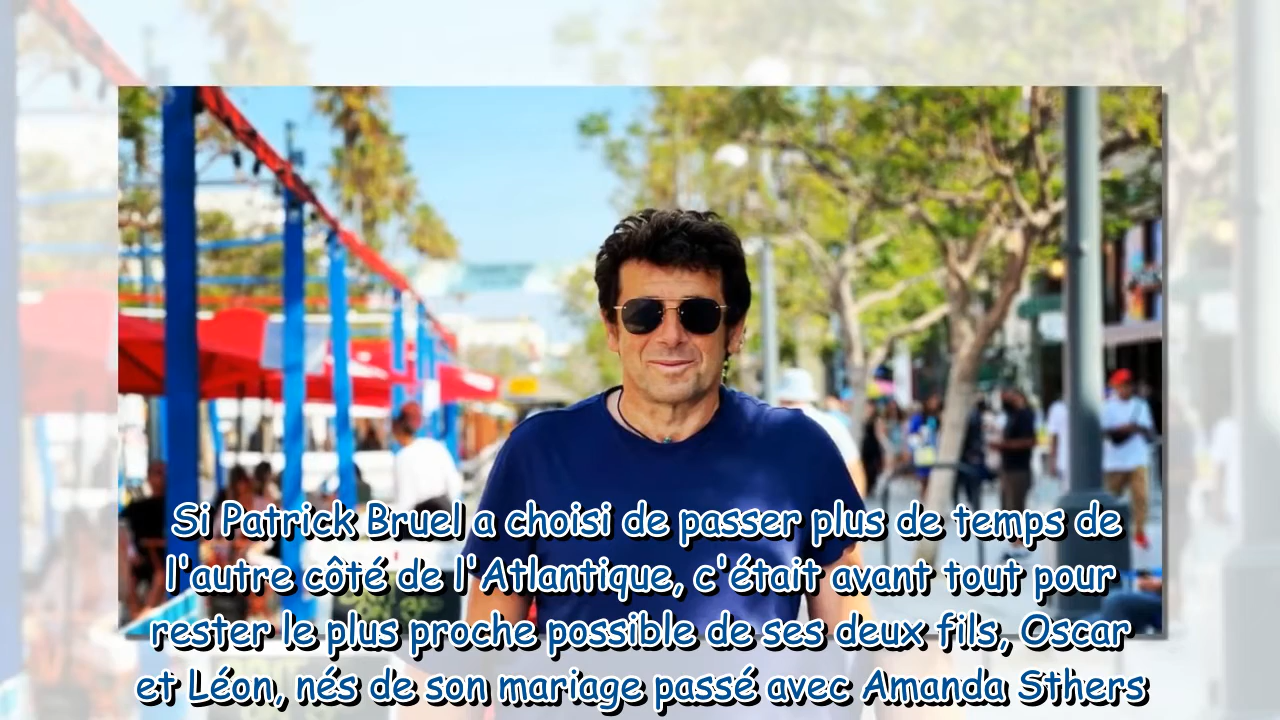 Si Patrick Bruel a choisi de passer plus de temps de
l'autre côté de l'Atlantique, c'était avant tout pour
rester le plus proche possible de ses deux fils, Oscar
et Léon, nés de son mariage passé avec Amanda Sthers